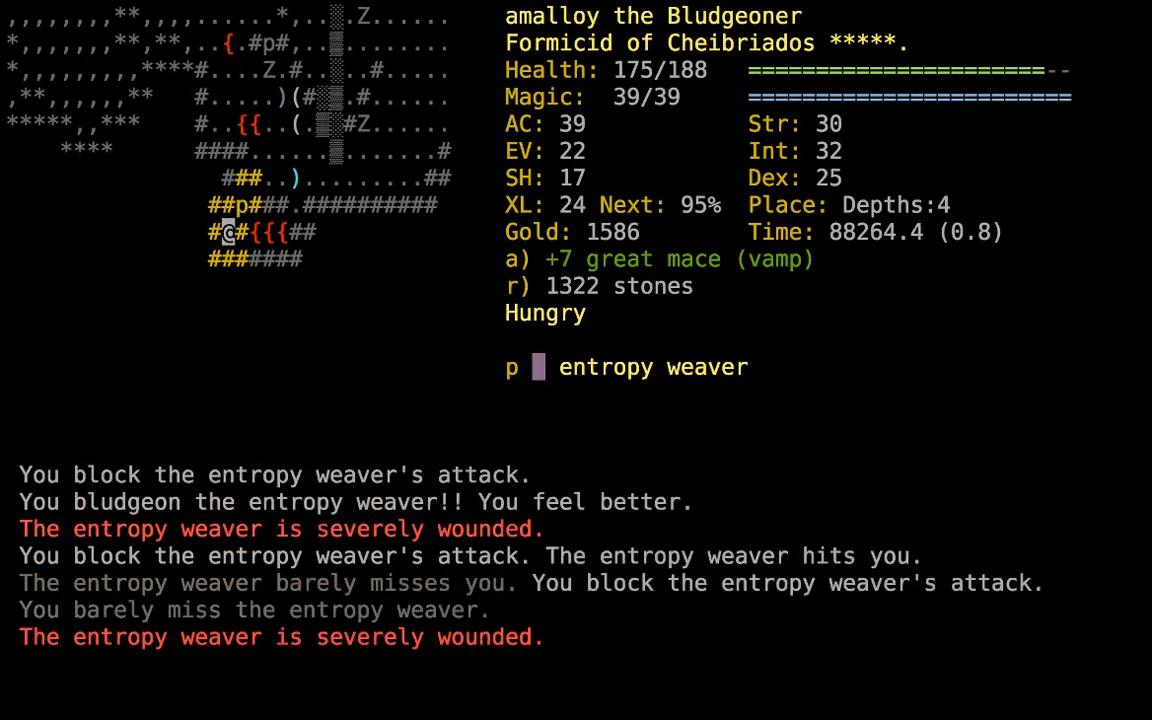 ,,,,,,,**,,,,......*,..░.Z. amalloy the Bludgeoner
*,,,,,,,**,**,..{.#p#,..▒........ Formicid of Cheibriados *****.
*,,,,,,,,,****#....Z.#..▒..#..... Health: 175/188 ======================--
,**,,,,,,** #.....)(#▒▒.#...... Magic: 39/39 ========================
*****,,*** #..{{..(.▒░#Z...... AC: 39 Str: 30
**** ####......▒.......# EV: 22 Int: 32
###..).........## SH: 17 Dex: 25
##p###.########## XL: 24 Next: 95% Place: Depths:4
#@#{{{## Gold: 1586 Time: 88264.4 (0.8)
####### a) +7 great mace (vamp)
r) 1322 stones
Hungry
p entropy weaver
You block the entropy weaver's attack.
You bludgeon the entropy weaver!! You feel better.
The entropy weaver is severely wounded.
You block the entropy weaver's attack. The entropy weaver hits you.
The entropy weaver barely misses you. You block the entropy weaver's attack.
You barely miss the entropy weaver.
The entropy weaver is severely wounded.